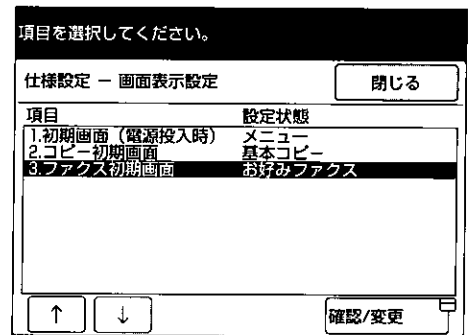 項目を選択してください。
仕様設定 － 画面表示設定 閉じる
項目 設定状態
1.初期画面（電源投入時） メニュー
2.コピー初期画面 基本コピー
3.ファクス初期画面 お好みファクス
↑ ↓ 確認/変更